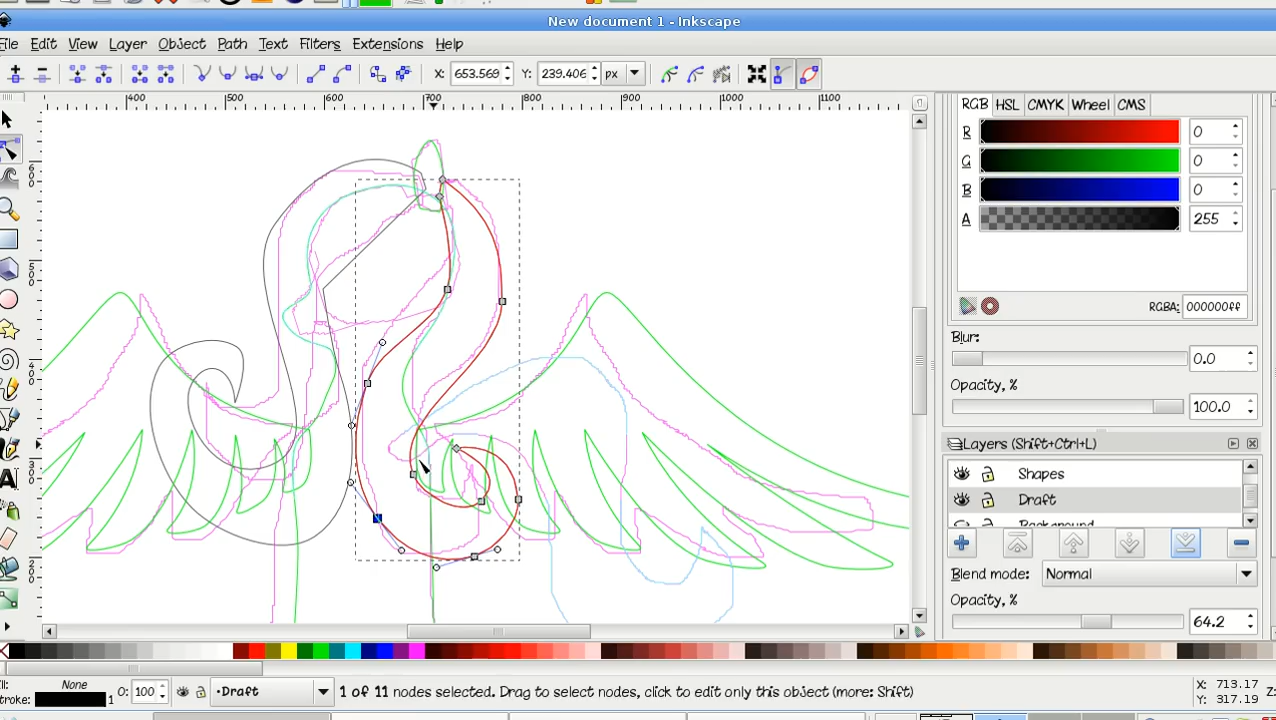 New document 1 - Inkscape
File Edit View Layer Object Path Text Filters Extensions Help
X: 653.569 Y: 239.406 px
400 500 600 700 800 900 1000 1100
RGB HSL CMYK Wheel CMS
R 0
G 0
B 0
A 255
RGBA: 000000ff
Blur:
0.0
Opacity, %
100.0
Layers (Shift+Ctrl+L)
Shapes
Draft
Background
Blend mode: Normal
Opacity, %
64.2
Fill: None
Stroke: 1 O: 100 •Draft 1 of 11 nodes selected. Drag to select nodes, click to edit only this object (more: Shift)
X: 713.17
Y: 317.19
Z: